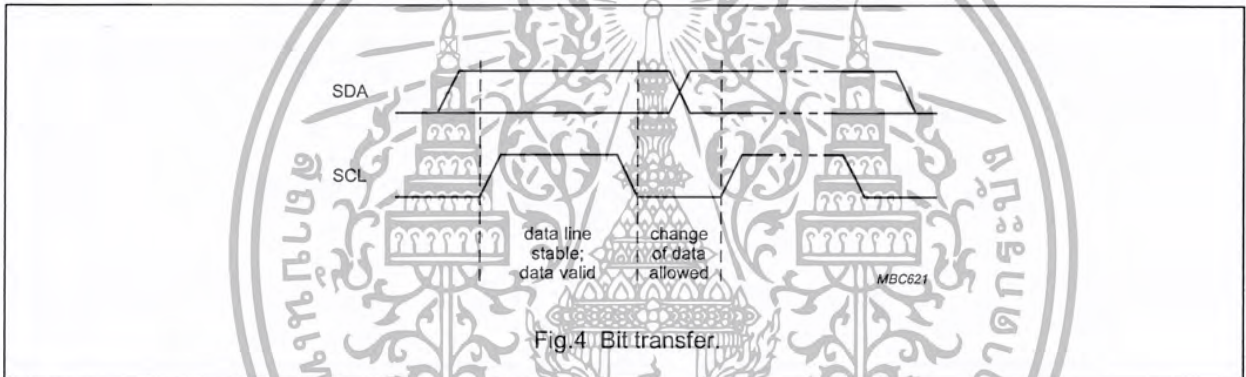 SDA
SCL
data line
stable;
data valid
change
of data
allowed
MBC621
Fig.4 Bit transfer.